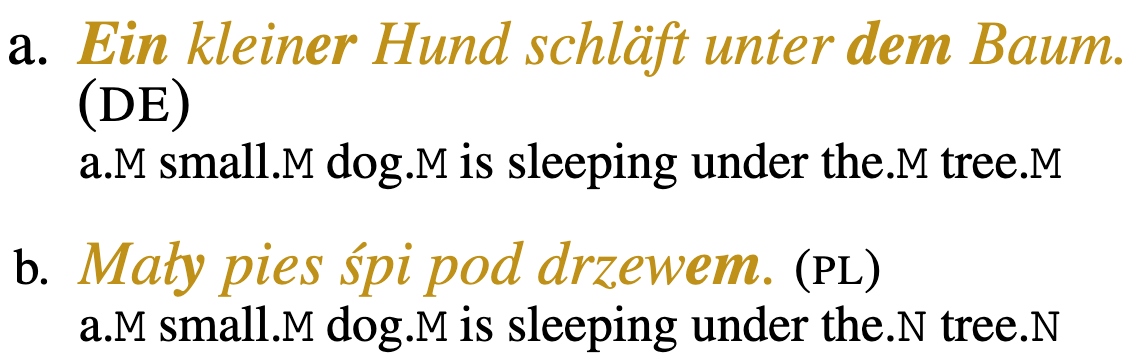 a. Ein kleiner Hund schläft unter dem Baum.
(DE)
a.M small.M dog.M is sleeping under the.M tree.M
b. Mały pies śpi pod drzewem. (PL)
a.M small.M dog.M is sleeping under the.N tree.N